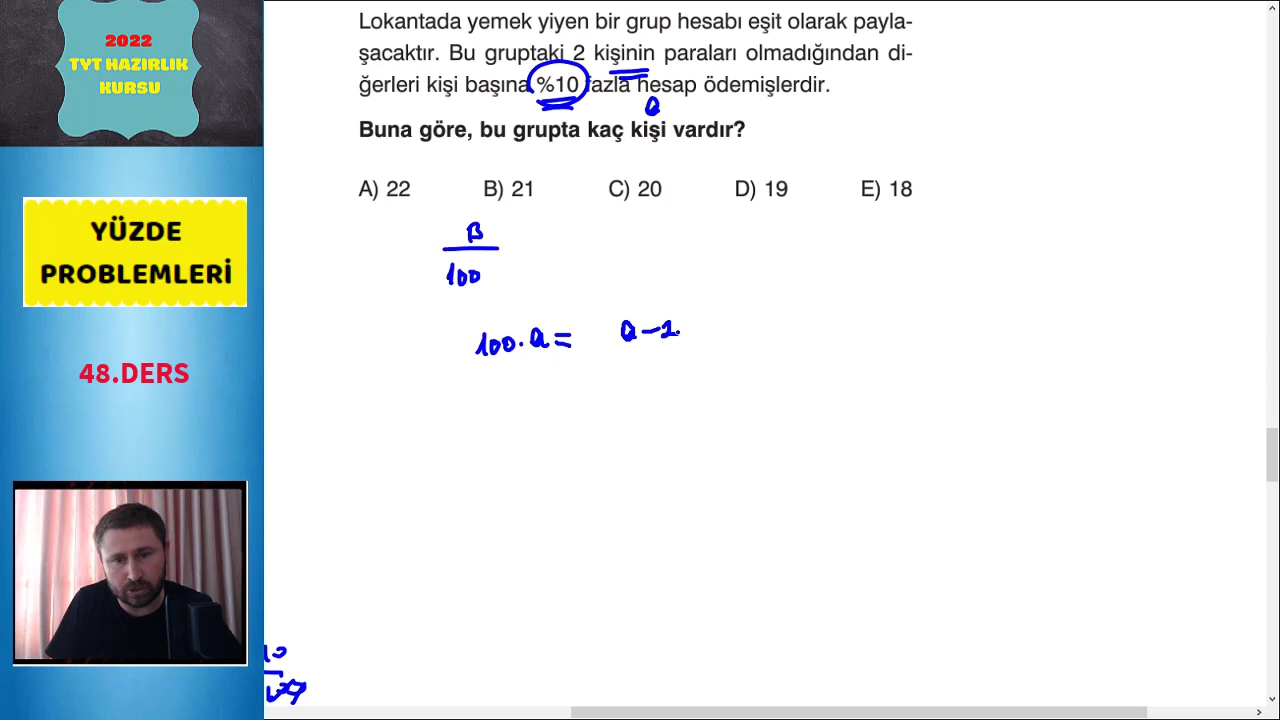 2022
TYT HAZIRLIK
KURSU
YÜZDE
PROBLEMLERİ
48.DERS
Lokantada yemek yiyen bir grup hesabı eşit olarak payla-
şacaktır. Bu gruptaki 2 kişinin paraları olmadığından di-
ğerleri kişi başına %10 fazla hesap ödemişlerdir.
a
Buna göre, bu grupta kaç kişi vardır?
A) 22 B) 21 C) 20 D) 19 E) 18
B
100
100.a = a-2